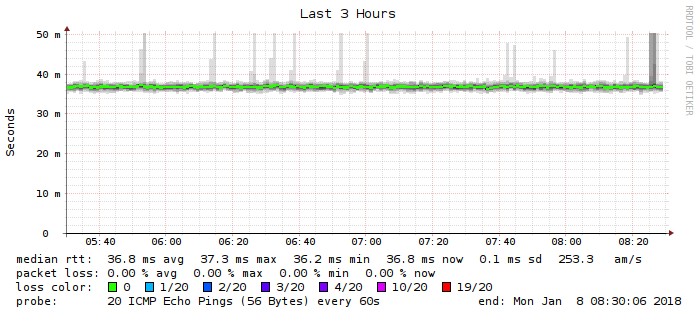 Last 3 Hours
RRDTOOL / TOBI OETIKER
Seconds
50 m
40 m
30 m
20 m
10 m
0
05:40 06:00 06:20 06:40 07:00 07:20 07:40 08:00 08:20
median rtt: 36.8 ms avg 37.3 ms max 36.2 ms min 36.8 ms now 0.1 ms sd 253.3 am/s
packet loss: 0.00 % avg 0.00 % max 0.00 % min 0.00 % now
loss color: 0 1/20 2/20 3/20 4/20 10/20 19/20
probe: 20 ICMP Echo Pings (56 Bytes) every 60s end: Mon Jan 8 08:30:06 2018